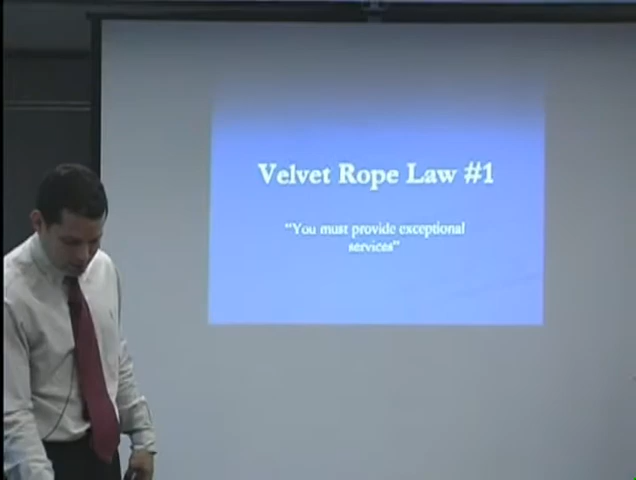 Velvet Rope Law #1
“You must provide exceptional
services”